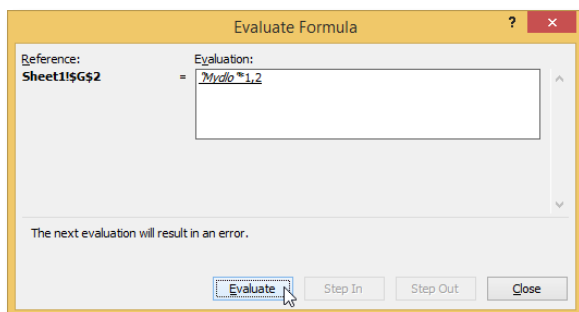 Evaluate Formula
? ×
Reference:
Evaluation:
Sheet1!$G$2
= "Mydło"*1,2
The next evaluation will result in an error.
Evaluate
Step In
Step Out
Close